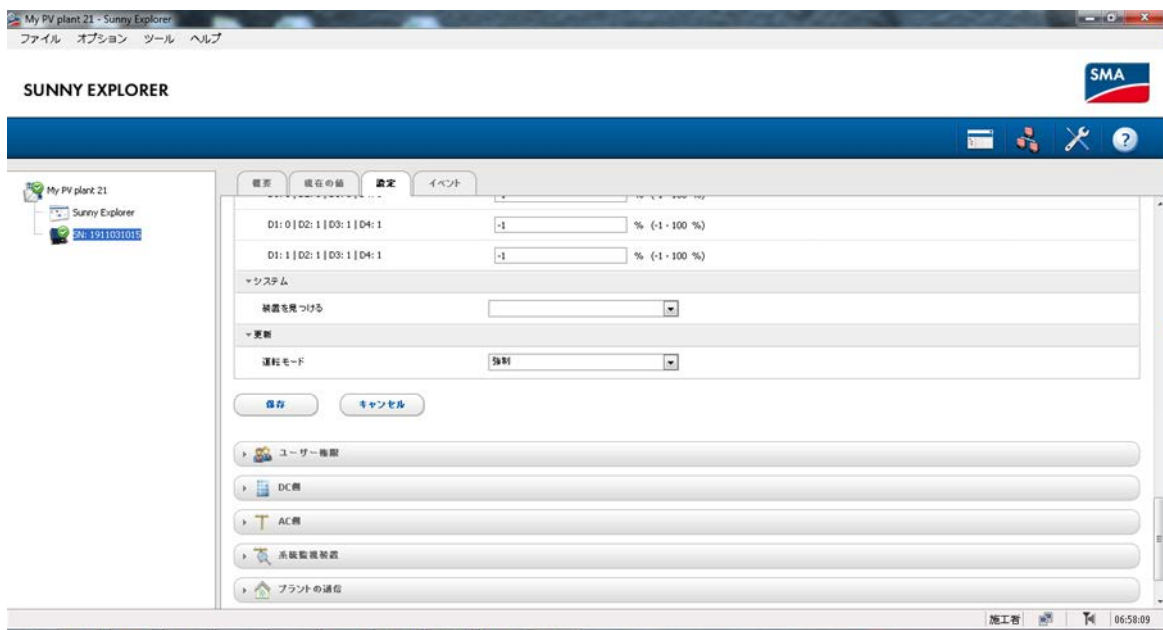 My PV plant 21 - Sunny Explorer
ファイル オプション ツール ヘルプ
SUNNY EXPLORER
SMA
My PV plant 21
Sunny Explorer
SN: 1911031015
概要 現在の値 設定 イベント
D1: 0 | D2: 1 | D3: 1 | D4: 1 -1 % (-1 - 100 %)
D1: 1 | D2: 1 | D3: 1 | D4: 1 -1 % (-1 - 100 %)
システム
装置を見つける
更新
運転モード 強制
保存 キャンセル
ユーザー権限
DC側
AC側
系統監視装置
プラントの通信
施工者 06:58:09